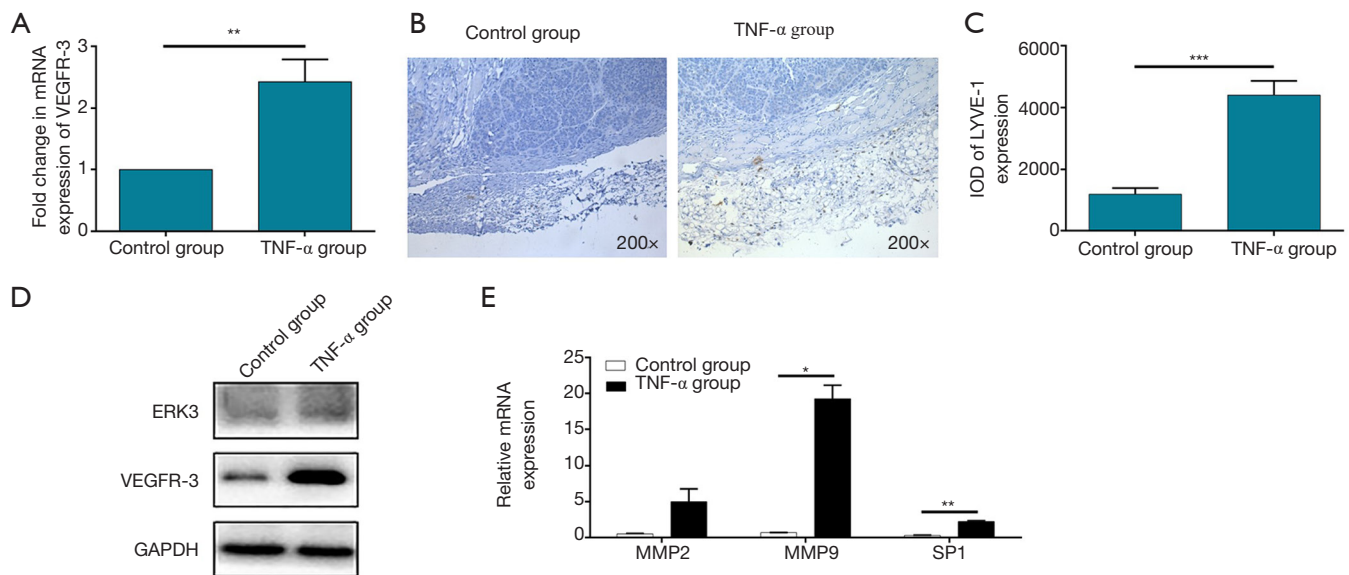 A
Fold change in mRNA
expression of VEGFR-3
3
2
1
0
**
Control group
TNF-α group
B
Control group
TNF-α group
200×
200×
C
IOD of LYVE-1
expression
6000
4000
2000
0
***
Control group
TNF-α group
D
Control group
TNF-α group
ERK3
VEGFR-3
GAPDH
E
Relative mRNA
expression
25
20
15
10
5
0
Control group
TNF-α group
*
**
MMP2
MMP9
SP1